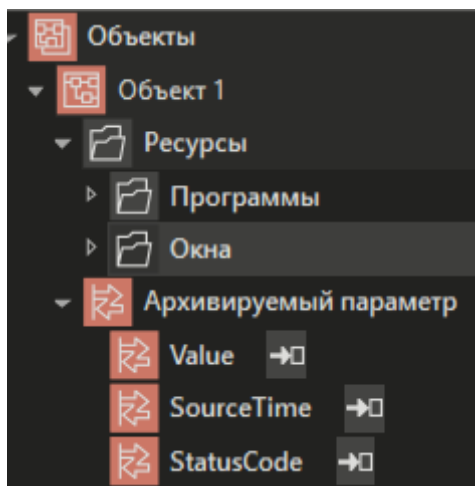 Объекты
Объект 1
Ресурсы
Программы
Окна
Архивируемый параметр
Value
SourceTime
StatusCode